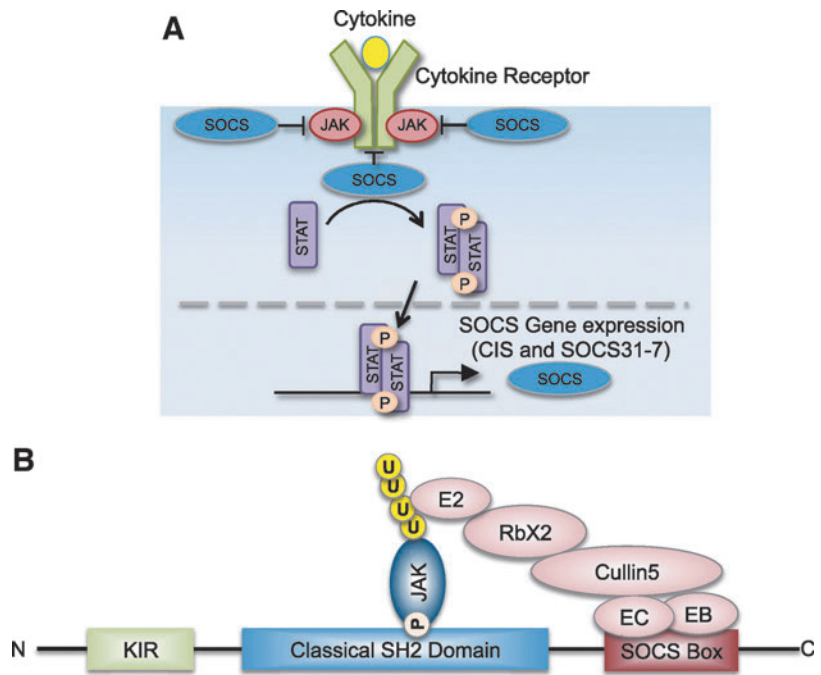 A
Cytokine
Cytokine Receptor
SOCS
JAK
JAK
SOCS
SOCS
STAT
STAT
P
STAT
P
SOCS Gene expression
(CIS and SOCS31-7)
STAT
P
STAT
P
SOCS
B
U
U
U
U
E2
RbX2
Cullin5
JAK
P
EC
EB
N
KIR
Classical SH2 Domain
SOCS Box
C